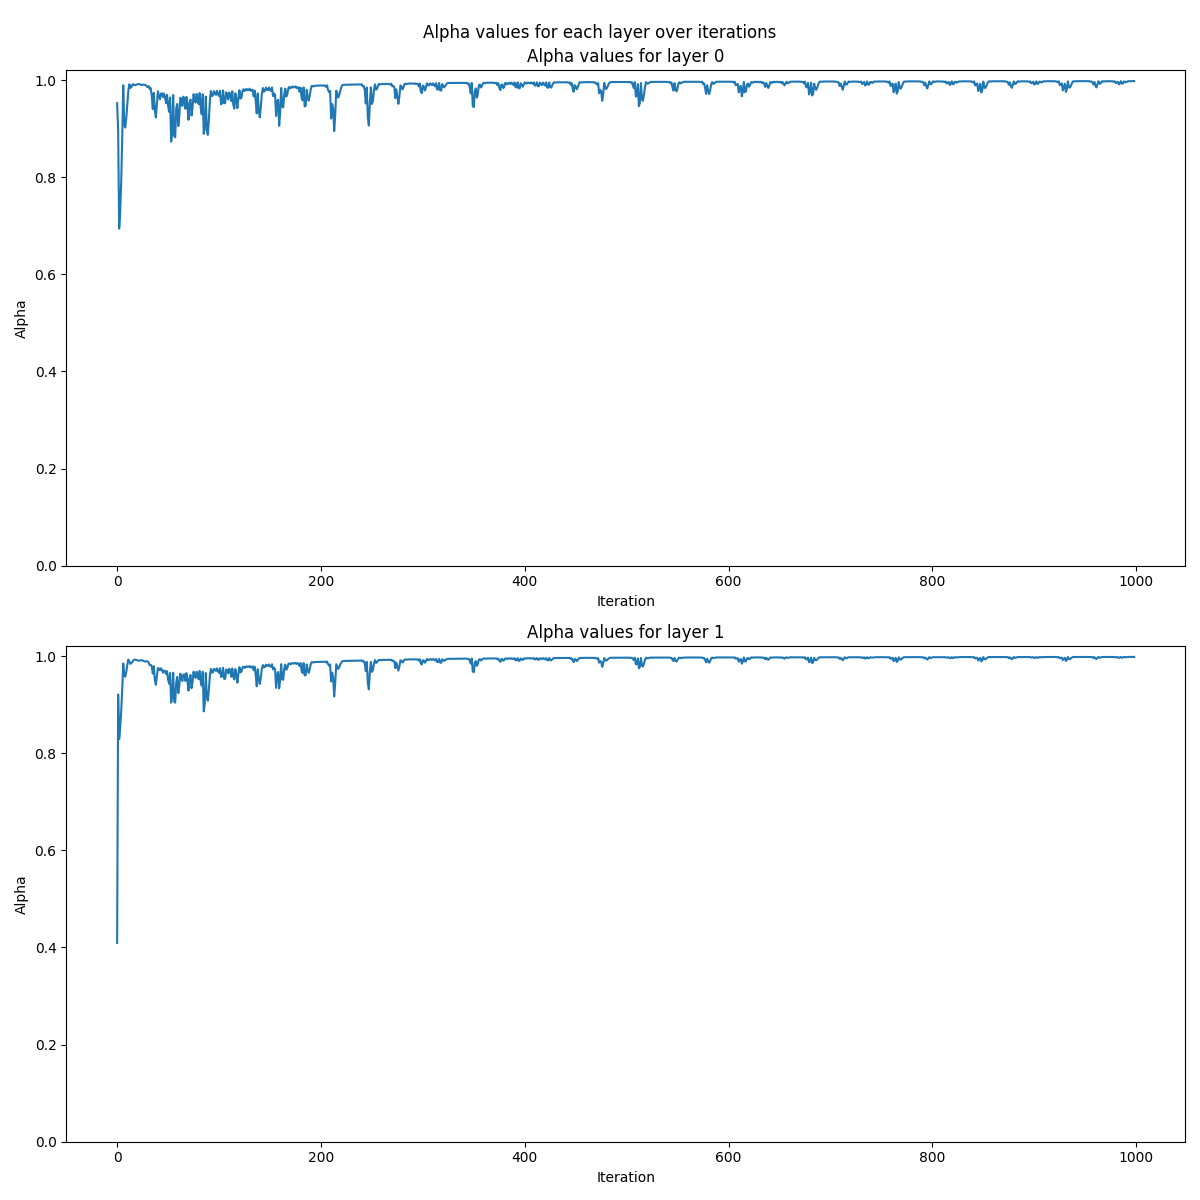 Alpha values for each layer over iterations
Alpha values for layer 0
1.0
0.8
0.6
0.4
0.2
0.0
Alpha
0 200 400 600 800 1000
Iteration
Alpha values for layer 1
1.0
0.8
0.6
0.4
0.2
0.0
Alpha
0 200 400 600 800 1000
Iteration